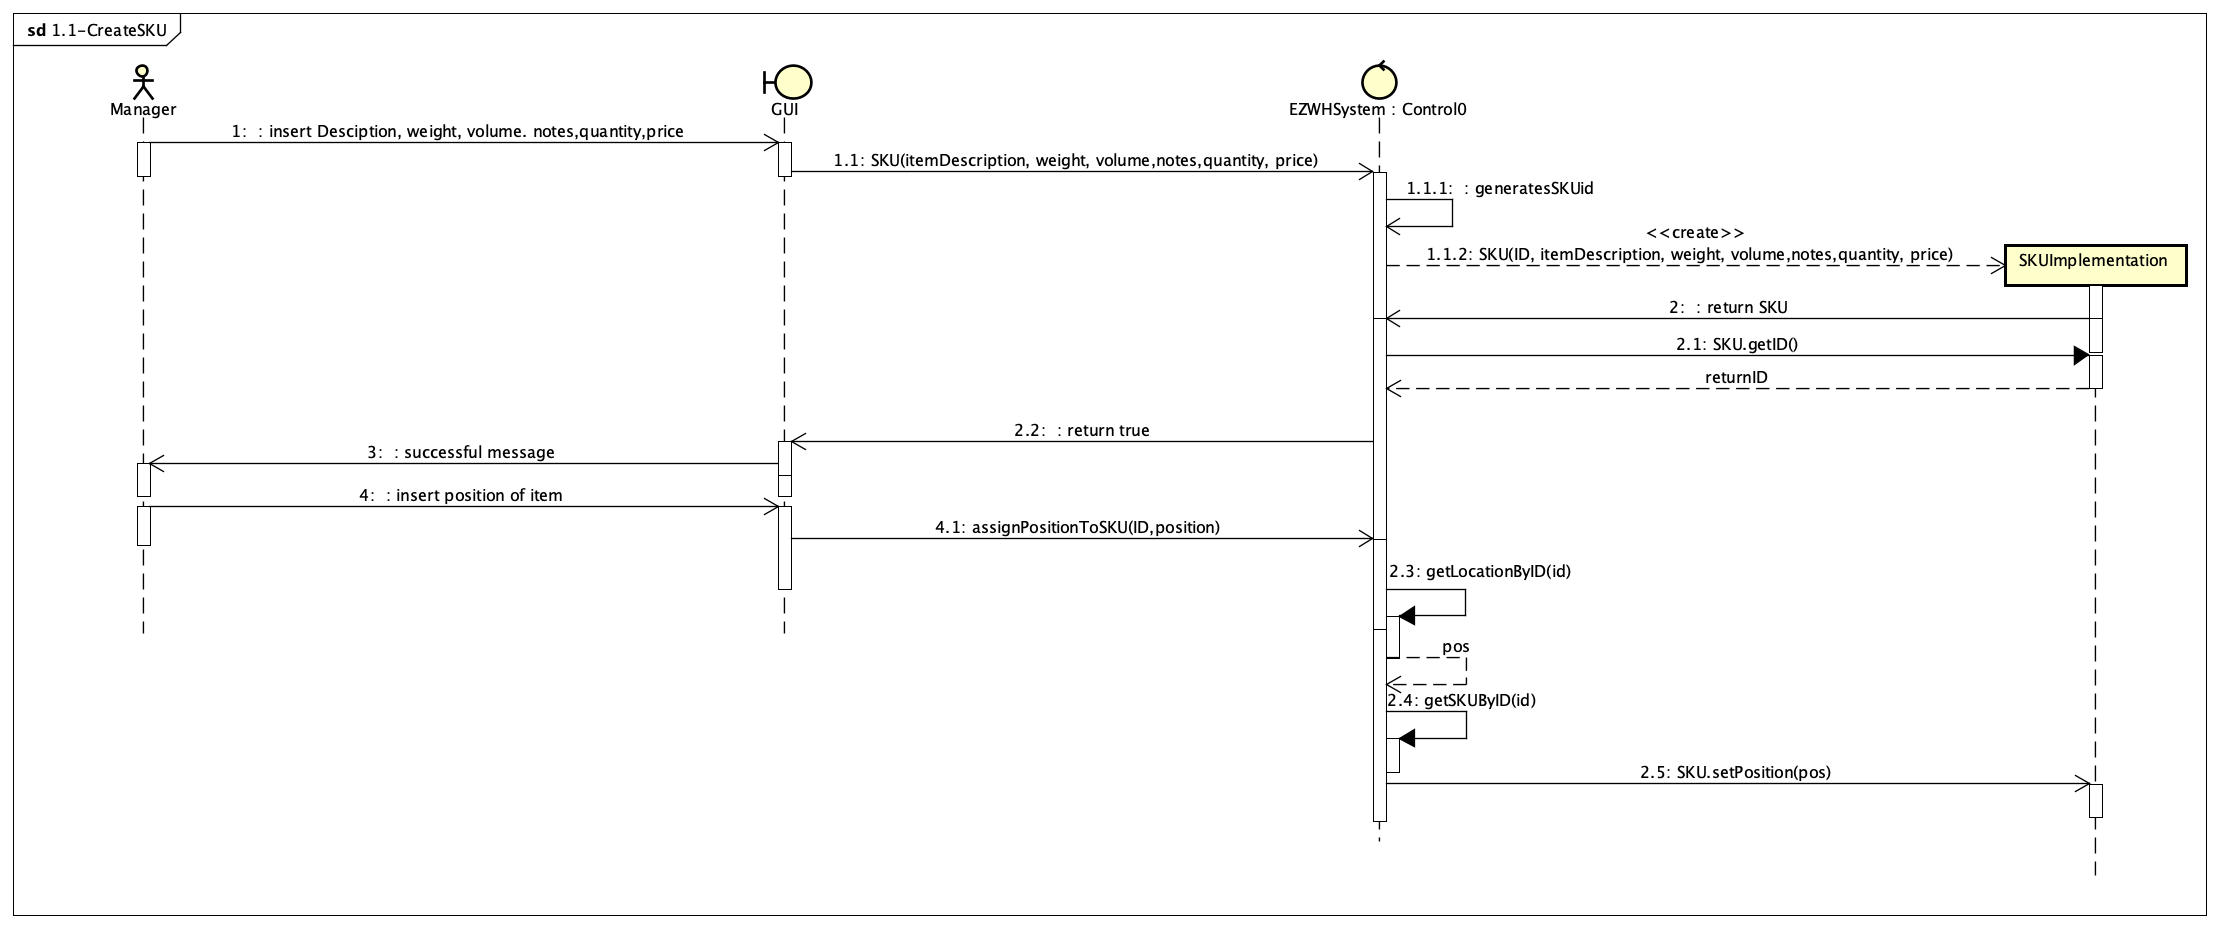 sd 1.1-CreateSKU
Manager
GUI
EZWHSystem : Control0
1:  : insert Desciption, weight, volume. notes,quantity,price
1.1: SKU(itemDescription, weight, volume,notes,quantity, price)
1.1.1:  : generatesSKUid
<<create>>
1.1.2: SKU(ID, itemDescription, weight, volume,notes,quantity, price)
SKUImplementation
2:  : return SKU
2.1: SKU.getID()
returnID
2.2:  : return true
3:  : successful message
4:  : insert position of item
4.1: assignPositionToSKU(ID,position)
2.3: getLocationByID(id)
pos
2.4: getSKUByID(id)
2.5: SKU.setPosition(pos)